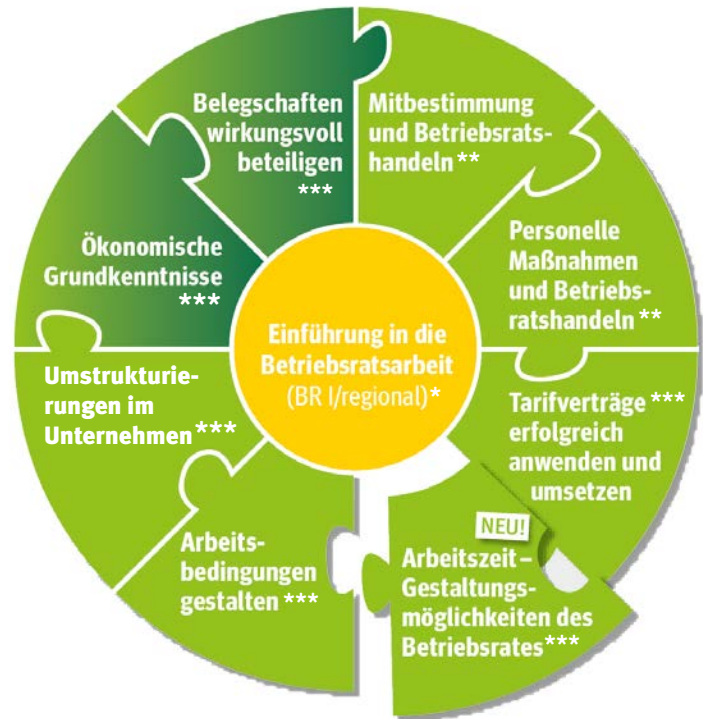 Belegschaften
wirkungsvoll
beteiligen
***
Mitbestimmung
und Betriebsrats-
handeln**
Personelle
Maßnahmen
und Betriebs-
ratshandeln**
Tarifverträge***
erfolgreich
anwenden und
umsetzen
NEU!
Arbeitszeit–
Gestaltungs-
möglichkeiten des
Betriebsrates***
Arbeits-
bedingungen
gestalten***
Umstrukturie-
rungen im
Unternehmen***
Ökonomische
Grundkenntnisse
***
Einführung in die
Betriebsratsarbeit
(BR I/regional)*